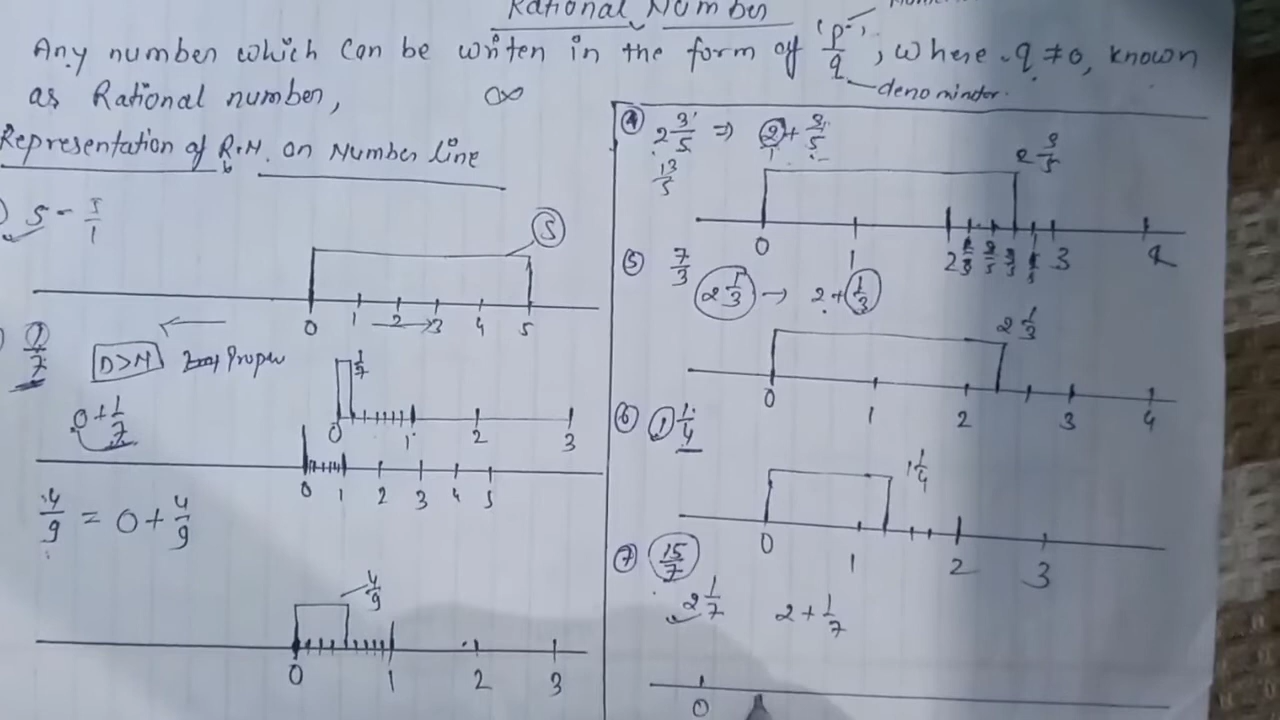 Rational Number
Any number which can be written in the form of 'p/q', where q ≠ 0, known
denominator.
as Rational number, ∞
Representation of R.N. on Number line
5 - 5/1
5
0 1 2 3 4 5
1/7 D>N Proper
0+1/7
1/7
0 1 2 3
0 1 2 3 4 5
4/9 = 0 + 4/9
4/9
0 1 2 3
④ 2 3/5 ⇒ 2 + 3/5
13/5
2 3/5
0 1 2 3 4
⑤ 7/3
2 1/3 → 2 + 1/3
2 1/3
0 1 2 3 4
⑥ 1 1/4
1 1/4
0 1 2 3
⑦ 15/7
2 1/7 2 + 1/7
0